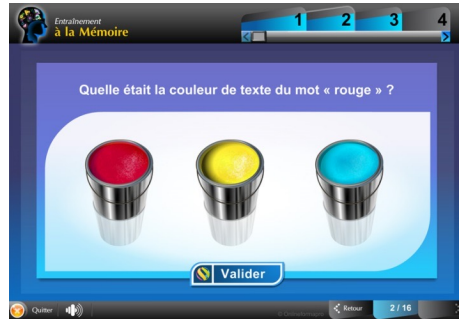 Entraînement
à la Mémoire
1 2 3 4
Quelle était la couleur de texte du mot « rouge » ?
Valider
Quitter
Retour
2 / 16